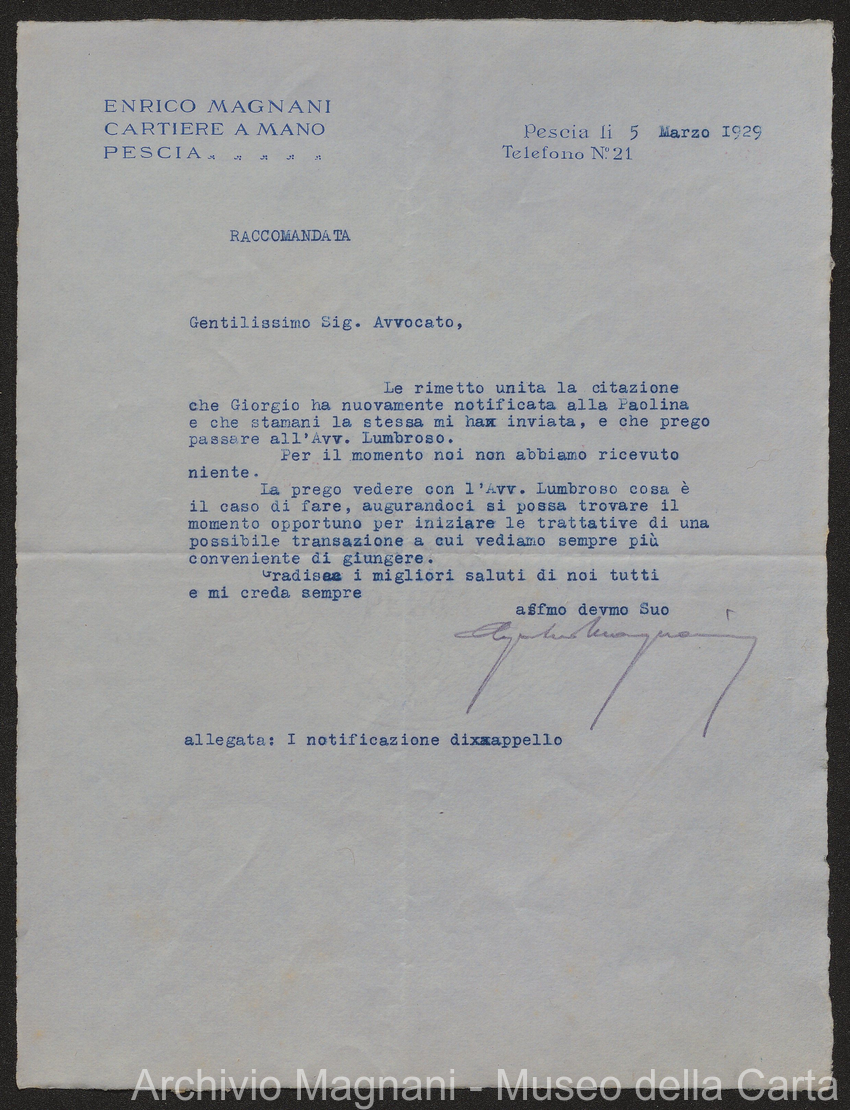 ENRICO MAGNANI
CARTIERE A MANO
PESCIA
Pescia li 5 Marzo 1929
Telefono N.º 21
RACCOMANDATA
Gentilissimo Sig. Avvocato,
Le rimetto unita la citazione
che Giorgio ha nuovamente notificata alla Paolina
e che stamani la stessa mi hax inviata, e che prego
passare all'Avv. Lumbroso.
Per il momento noi non abbiamo ricevuto
niente.
La prego vedere con l'Avv. Lumbroso cosa è
il caso di fare, augurandoci si possa trovare il
momento opportuno per iniziare le trattative di una
possibile transazione a cui vediamo sempre più
conveniente di giungere.
Gradisca i migliori saluti di noi tutti
e mi creda sempre
affmo devmo Suo
Magnani
allegata: I notificazione dixxappello
Archivio Magnani - Museo della Carta